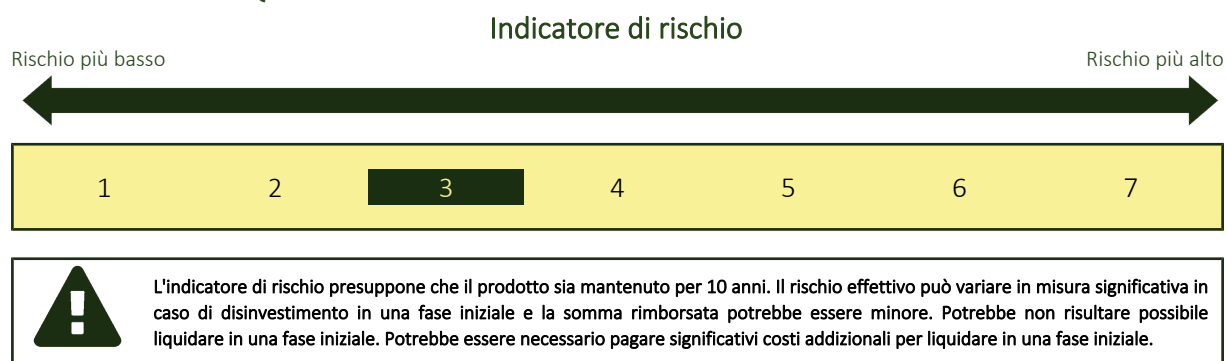 Indicatore di rischio
Rischio più basso
Rischio più alto
1 2 3 4 5 6 7
L'indicatore di rischio presuppone che il prodotto sia mantenuto per 10 anni. Il rischio effettivo può variare in misura significativa in
caso di disinvestimento in una fase iniziale e la somma rimborsata potrebbe essere minore. Potrebbe non risultare possibile
liquidare in una fase iniziale. Potrebbe essere necessario pagare significativi costi addizionali per liquidare in una fase iniziale.